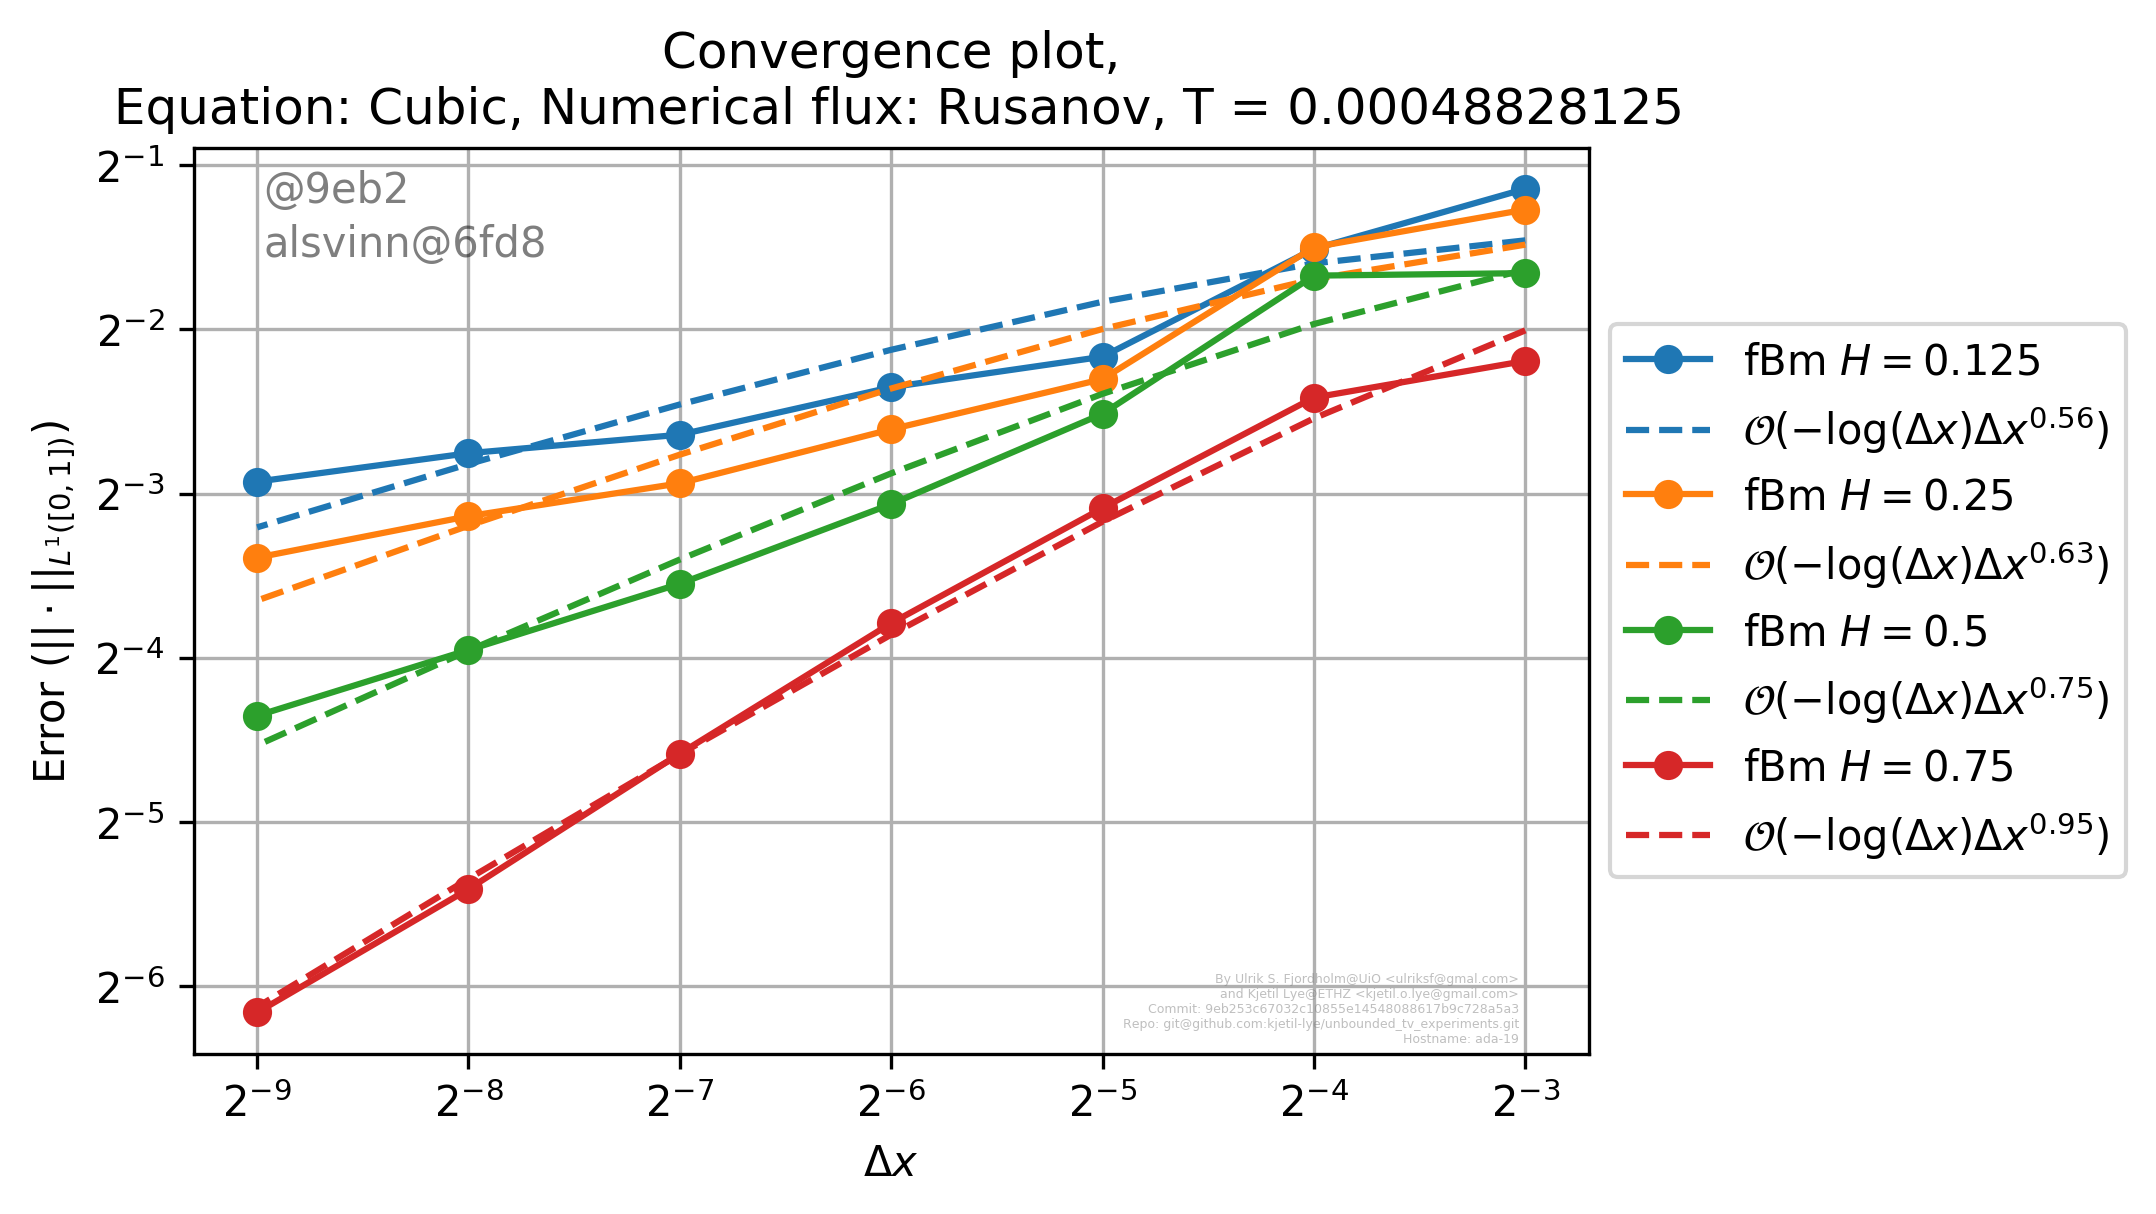 Convergence plot,
Equation: Cubic, Numerical flux: Rusanov, T = 0.00048828125
@9eb2
alsvinn@6fd8
2⁻¹
2⁻²
2⁻³
2⁻⁴
2⁻⁵
2⁻⁶
Error (||·||_{L¹([0,1])})
2⁻⁹ 2⁻⁸ 2⁻⁷ 2⁻⁶ 2⁻⁵ 2⁻⁴ 2⁻³
Δx
fBm H = 0.125
𝒪(−log(Δx)Δx^{0.56})
fBm H = 0.25
𝒪(−log(Δx)Δx^{0.63})
fBm H = 0.5
𝒪(−log(Δx)Δx^{0.75})
fBm H = 0.75
𝒪(−log(Δx)Δx^{0.95})
By Ulrik S. Fjordholm@UiO <ulriksf@gmal.com>
and Kjetil Lye@ETHZ <kjetil.o.lye@gmail.com>
Commit: 9eb253c67032c10855e14548088617b9c728a5a3
Repo: git@github.com:kjetil-lye/unbounded_tv_experiments.git
Hostname: ada-19